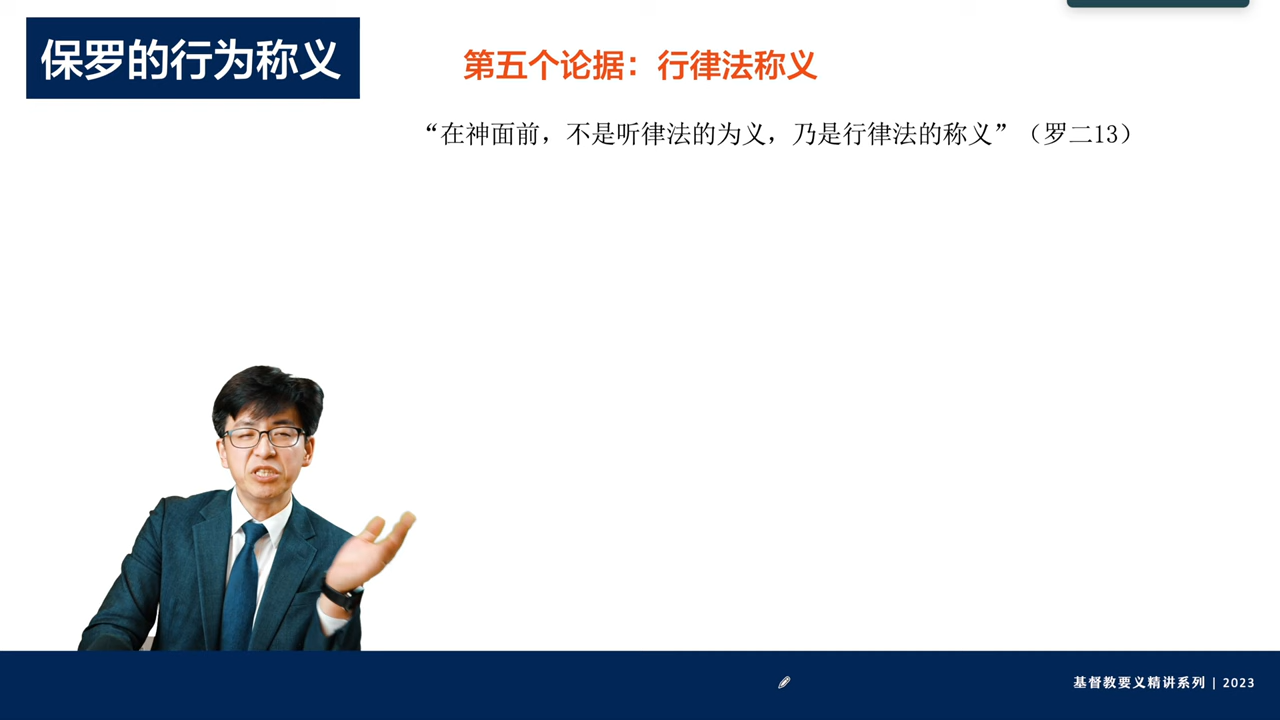 保罗的行为称义
第五个论据：行律法称义
“在神面前，不是听律法的为义，乃是行律法的称义”（罗二13）
基督教要义精讲系列 | 2023